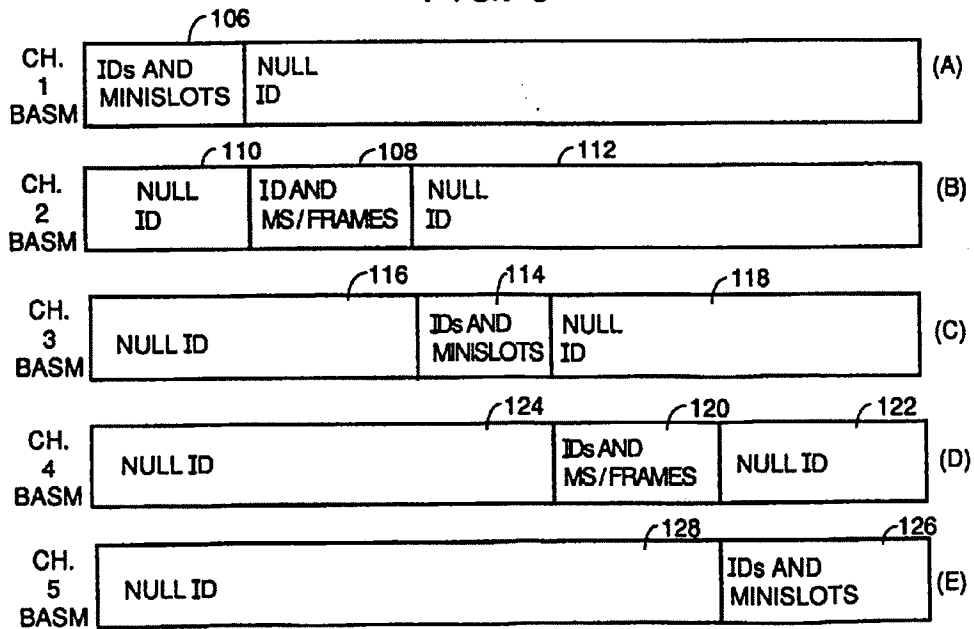 106
CH.
1
BASM
IDs AND
MINISLOTS
NULL
ID
(A)
110
108
112
CH.
2
BASM
NULL
ID
ID AND
MS/FRAMES
NULL
ID
(B)
116
114
118
CH.
3
BASM
NULL ID
IDs AND
MINISLOTS
NULL
ID
(C)
124
120
122
CH.
4
BASM
NULL ID
IDs AND
MS/FRAMES
NULL ID
(D)
128
126
CH.
5
BASM
NULL ID
IDs AND
MINISLOTS
(E)